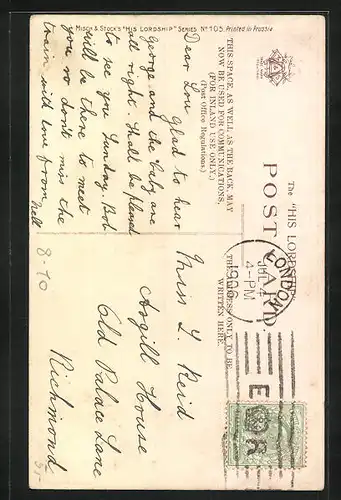 Misch & Stock's "His Lordship" Series No 105. Printed in Prussia
The "HIS LORDSHIP"
POST CARD.
THIS SPACE, AS WELL AS THE BACK, MAY
NOW BE USED FOR COMMUNICATIONS,
(FOR INLAND USE ONLY.)
(Post Office Regulations.)
THE ADDRESS ONLY TO BE
WRITTEN HERE.
LONDON
4-PM
E R
Dear Lou
Glad to hear
George and the baby are
all right. Shall be pleased
to see you Sunday. Bob
will be there to meet
you so don't miss the
train with love from
Nell
8-70
Miss L. Reid
Asgill House
Old Palace Lane
Richmond